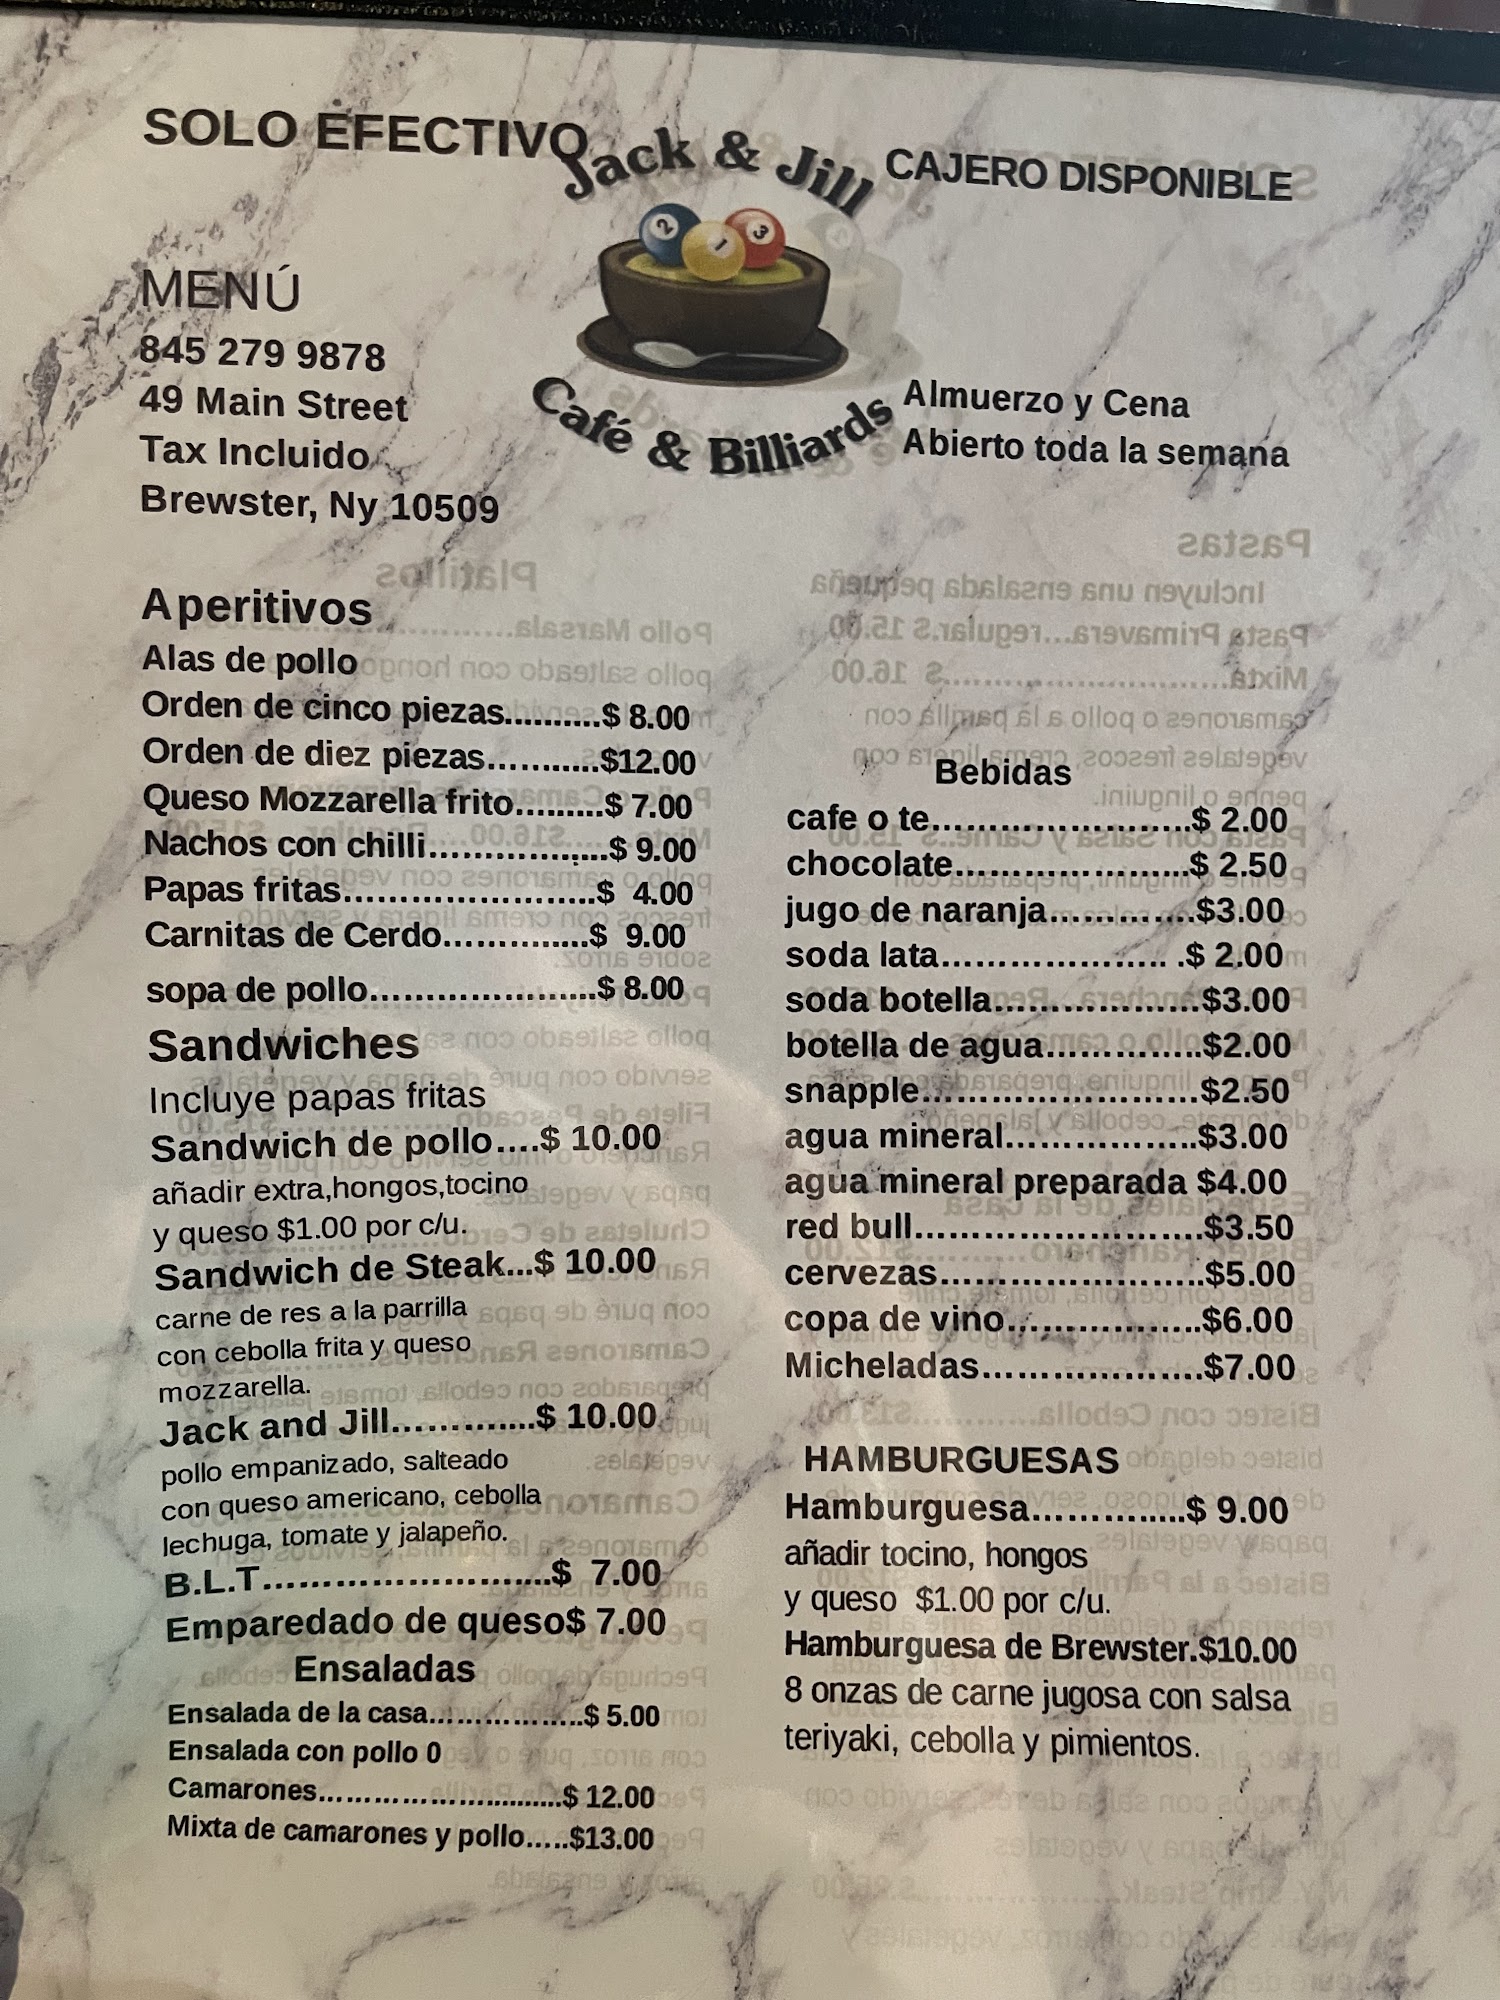 SOLO EFECTIVO
Jack & Jill
CAJERO DISPONIBLE
2 1 3
Café & Billiards
MENÚ
845 279 9878
49 Main Street
Tax Incluido
Brewster, Ny 10509
Almuerzo y Cena
Abierto toda la semana
Aperitivos
Alas de pollo
Orden de cinco piezas..........$ 8.00
Orden de diez piezas............$12.00
Queso Mozzarella frito.........$ 7.00
Nachos con chilli...................$ 9.00
Papas fritas.........................$ 4.00
Carnitas de Cerdo................$ 9.00
sopa de pollo........................$ 8.00
Sandwiches
Incluye papas fritas
Sandwich de pollo....$ 10.00
añadir extra,hongos,tocino
y queso $1.00 por c/u.
Sandwich de Steak...$ 10.00
carne de res a la parrilla
con cebolla frita y queso
mozzarella.
Jack and Jill..............$ 10.00
pollo empanizado, salteado
con queso americano, cebolla
lechuga, tomate y jalapeño.
B.L.T...........................$ 7.00
Emparedado de queso$ 7.00
Ensaladas
Ensalada de la casa...................$ 5.00
Ensalada con pollo 0
Camarones..............................$ 12.00
Mixta de camarones y pollo.....$13.00
Bebidas
cafe o te.........................$ 2.00
chocolate......................$ 2.50
jugo de naranja.............$3.00
soda lata..................... .$ 2.00
soda botella...................$3.00
botella de agua..............$2.00
snapple.........................$2.50
agua mineral.................$3.00
agua mineral preparada $4.00
red bull..........................$3.50
cervezas........................$5.00
copa de vino..................$6.00
Micheladas....................$7.00
HAMBURGUESAS
Hamburguesa...............$ 9.00
añadir tocino, hongos
y queso $1.00 por c/u.
Hamburguesa de Brewster.$10.00
8 onzas de carne jugosa con salsa
teriyaki, cebolla y pimientos.